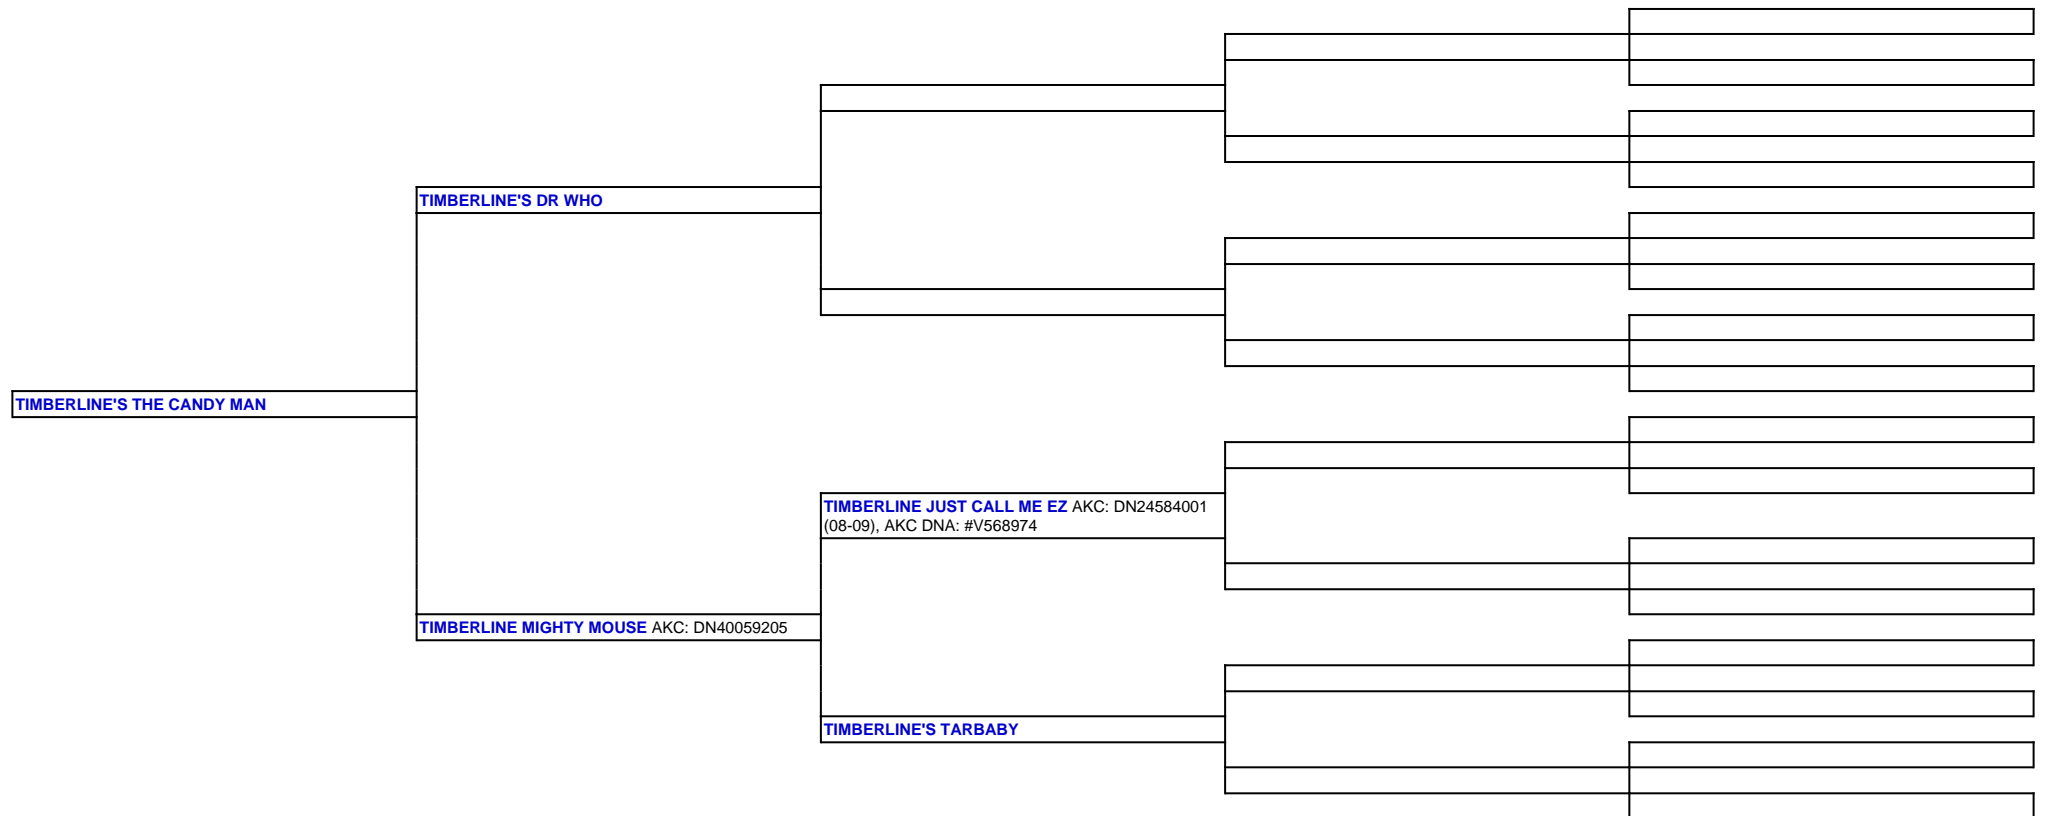 TIMBERLINE'S DR WHO
TIMBERLINE'S THE CANDY MAN
TIMBERLINE JUST CALL ME EZ AKC: DN24584001
(08-09), AKC DNA: #V568974
TIMBERLINE MIGHTY MOUSE AKC: DN40059205
TIMBERLINE'S TARBABY